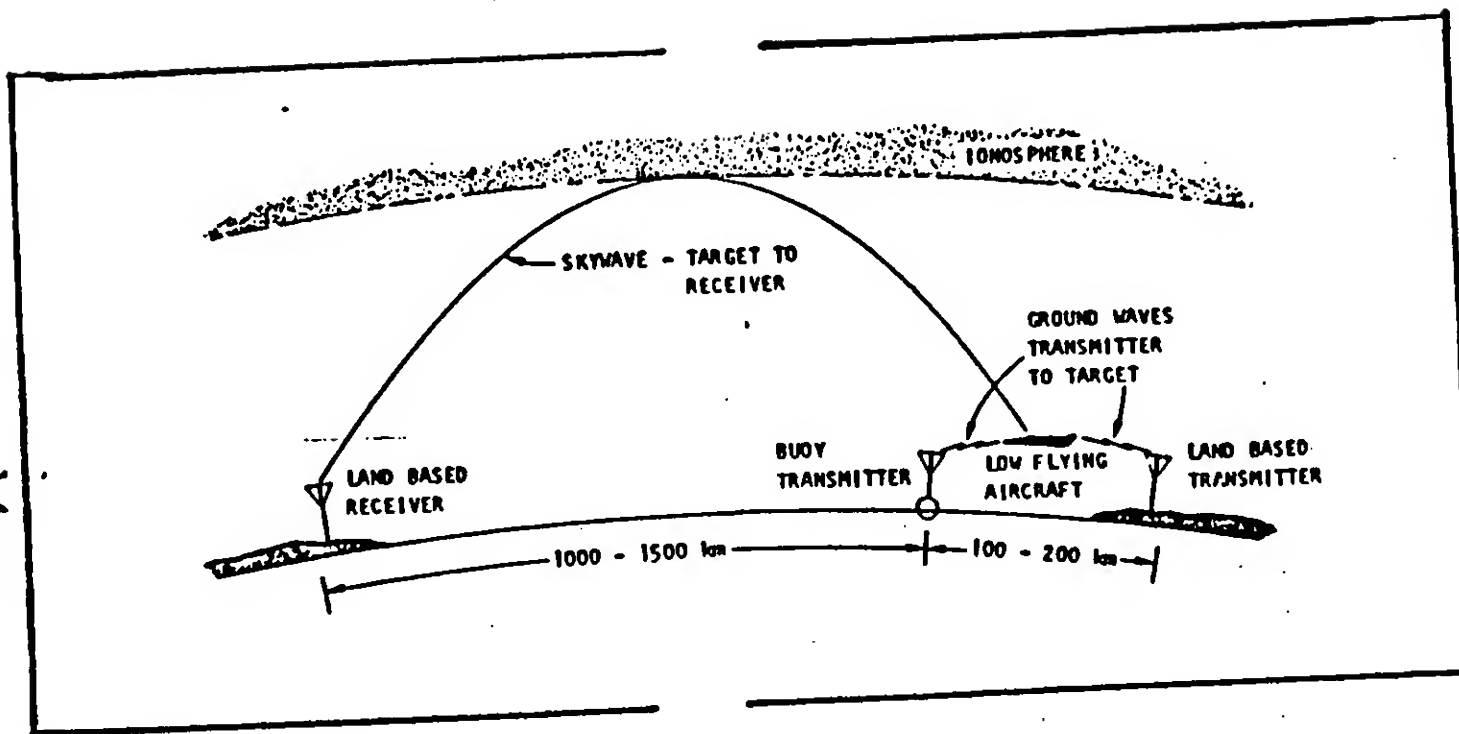 IONOSPHERE
SKYWAVE - TARGET TO
RECEIVER
GROUND WAVES
TRANSMITTER
TO TARGET
BUOY
TRANSMITTER
LOW FLYING
AIRCRAFT
LAND BASED
TRANSMITTER
LAND BASED
RECEIVER
1000 - 1500 km
100 - 200 km